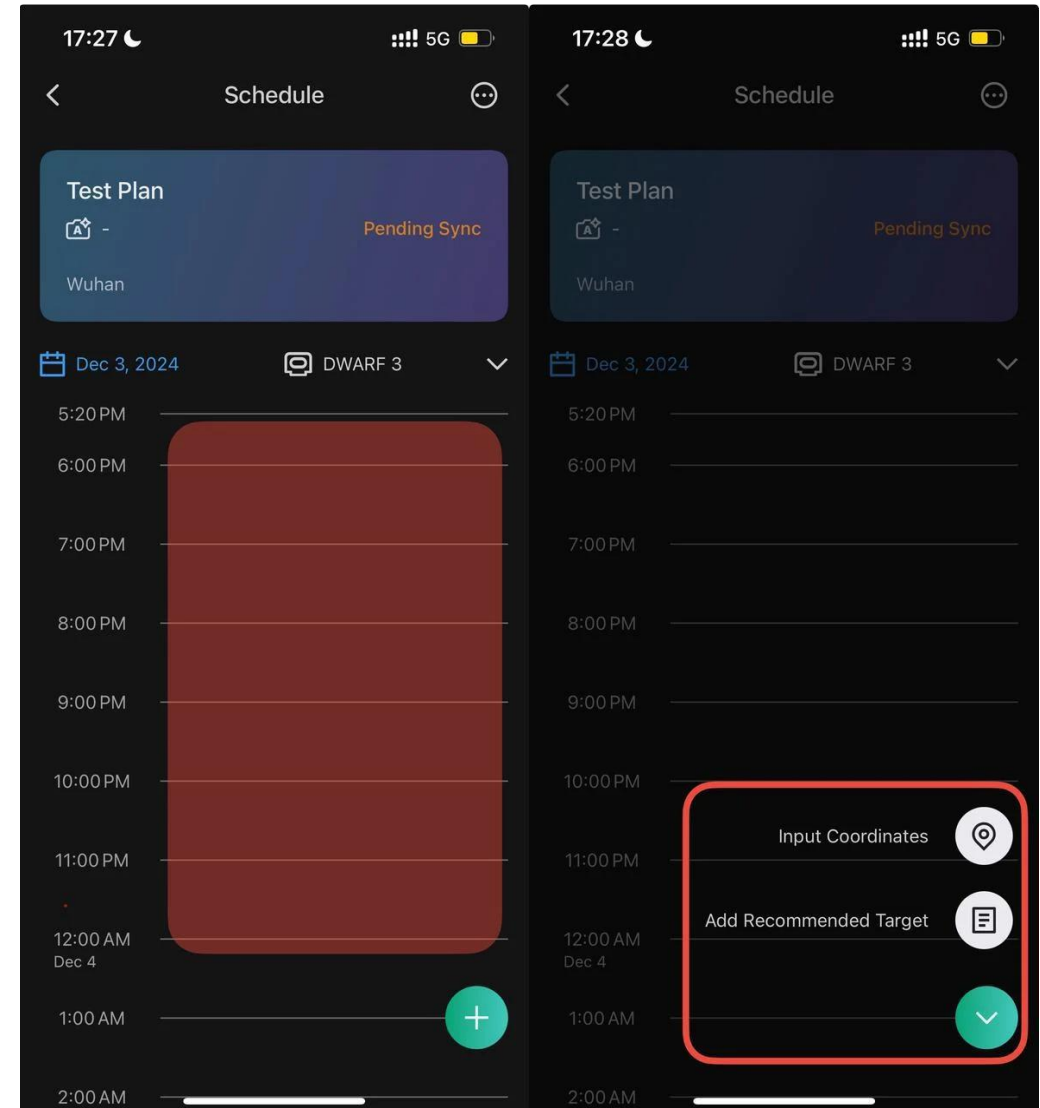 17:27
5G
Schedule
Test Plan
-
Pending Sync
Wuhan
Dec 3, 2024
DWARF 3
5:20 PM
6:00 PM
7:00 PM
8:00 PM
9:00 PM
10:00 PM
11:00 PM
12:00 AM
Dec 4
1:00 AM
2:00 AM
17:28
5G
Schedule
Test Plan
-
Pending Sync
Wuhan
Dec 3, 2024
DWARF 3
5:20 PM
6:00 PM
7:00 PM
8:00 PM
9:00 PM
10:00 PM
Input Coordinates
11:00 PM
Add Recommended Target
12:00 AM
Dec 4
1:00 AM
2:00 AM